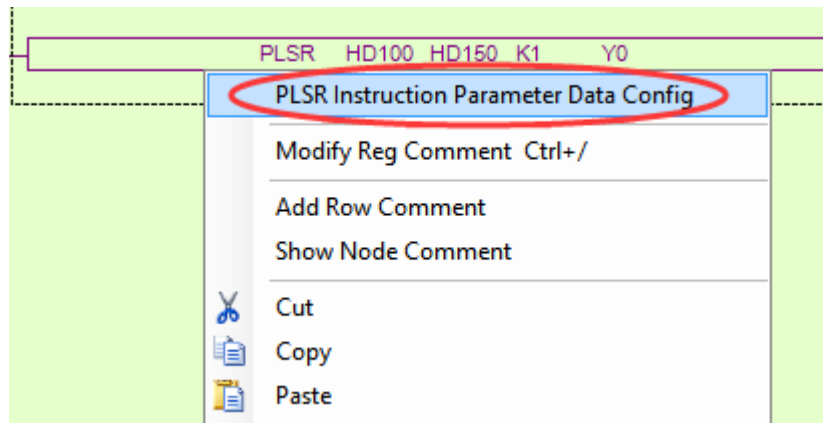 PLSR HD100 HD150 K1 Y0
PLSR Instruction Parameter Data Config
Modify Reg Comment Ctrl+/
Add Row Comment
Show Node Comment
Cut
Copy
Paste